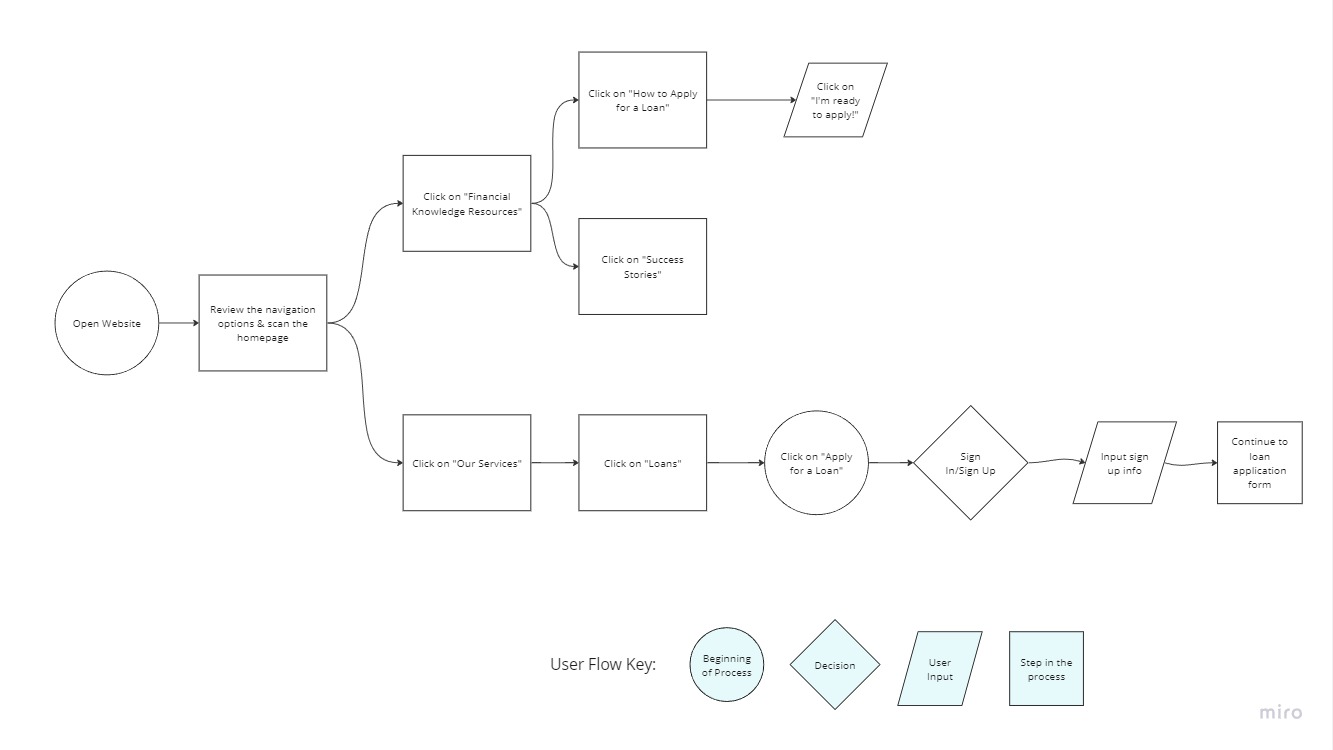 Click on "How to Apply
for a Loan"
Click on
"I'm ready
to apply!"
Click on "Financial
Knowledge Resources"
Click on "Success
Stories"
Open Website
Review the navigation
options & scan the
homepage
Click on "Our Services"
Click on "Loans"
Click on "Apply
for a Loan"
Sign
In/Sign Up
Input sign
up info
Continue to
loan
application
form
User Flow Key:
Beginning
of Process
Decision
User
Input
Step in the
process
miro